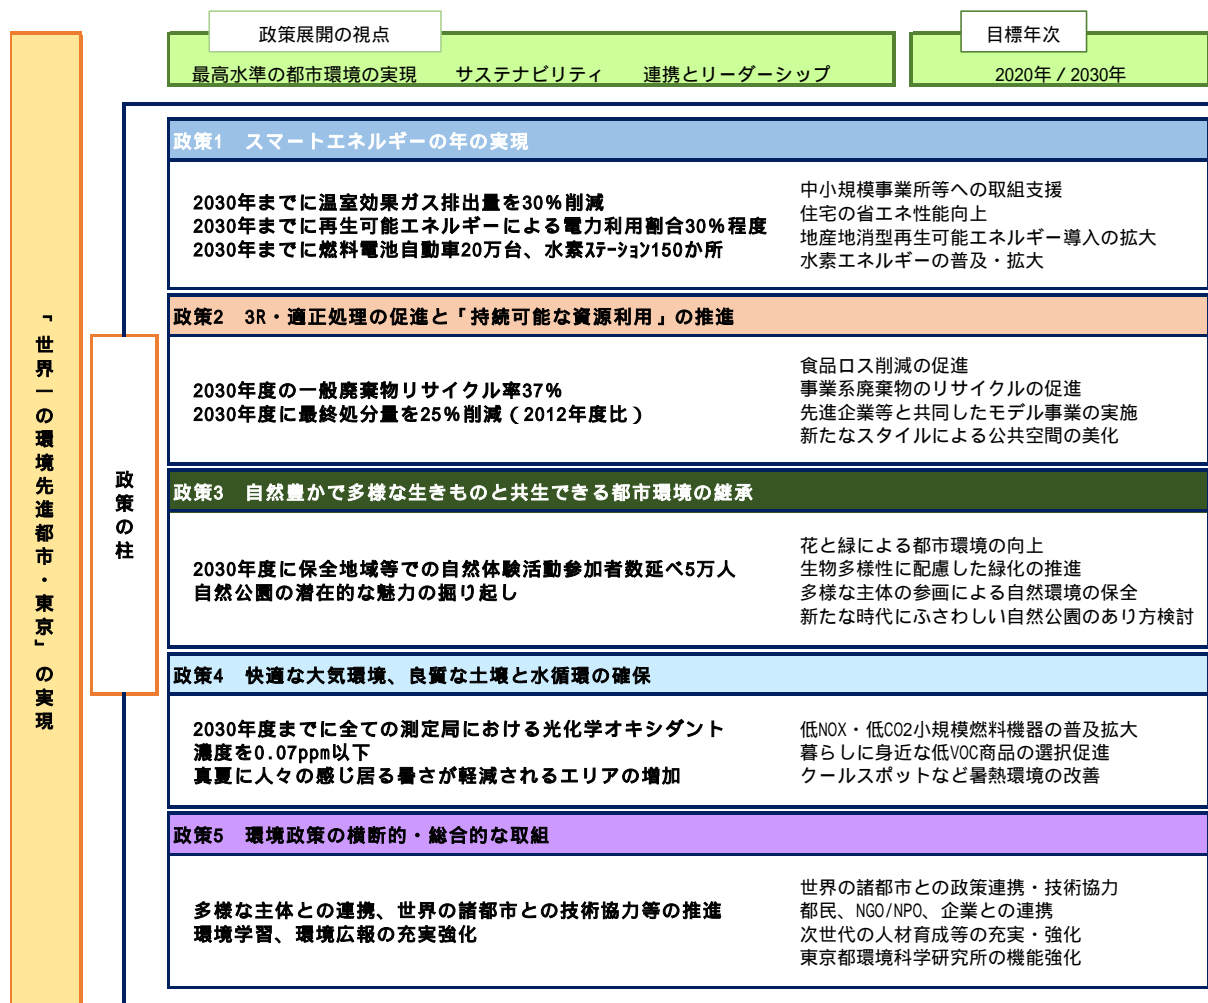 政策展開の視点
目標年次
最高水準の都市環境の実現　サステナビリティ　連携とリーダーシップ
2020年 / 2030年
「世界一の環境先進都市・東京」の実現
政策の柱
政策1　スマートエネルギーの年の実現
2030年までに温室効果ガス排出量を30％削減
2030年までに再生可能エネルギーによる電力利用割合30％程度
2030年までに燃料電池自動車20万台、水素ｽﾃｰｼｮﾝ150か所
中小規模事業所等への取組支援
住宅の省エネ性能向上
地産地消型再生可能エネルギー導入の拡大
水素エネルギーの普及・拡大
政策2　3R・適正処理の促進と「持続可能な資源利用」の推進
2030年度の一般廃棄物リサイクル率37％
2030年度に最終処分量を25％削減（2012年度比）
食品ロス削減の促進
事業系廃棄物のリサイクルの促進
先進企業等と共同したモデル事業の実施
新たなスタイルによる公共空間の美化
政策3　自然豊かで多様な生きものと共生できる都市環境の継承
2030年度に保全地域等での自然体験活動参加者数延べ5万人
自然公園の潜在的な魅力の掘り起し
花と緑による都市環境の向上
生物多様性に配慮した緑化の推進
多様な主体の参画による自然環境の保全
新たな時代にふさわしい自然公園のあり方検討
政策4　快適な大気環境、良質な土壌と水循環の確保
2030年度までに全ての測定局における光化学オキシダント
濃度を0.07ppm以下
真夏に人々の感じ居る暑さが軽減されるエリアの増加
低NOX・低CO2小規模燃料機器の普及拡大
暮らしに身近な低VOC商品の選択促進
クールスポットなど暑熱環境の改善
政策5　環境政策の横断的・総合的な取組
多様な主体との連携、世界の諸都市との技術協力等の推進
環境学習、環境広報の充実強化
世界の諸都市との政策連携・技術協力
都民、NGO/NPO、企業との連携
次世代の人材育成等の充実・強化
東京都環境科学研究所の機能強化